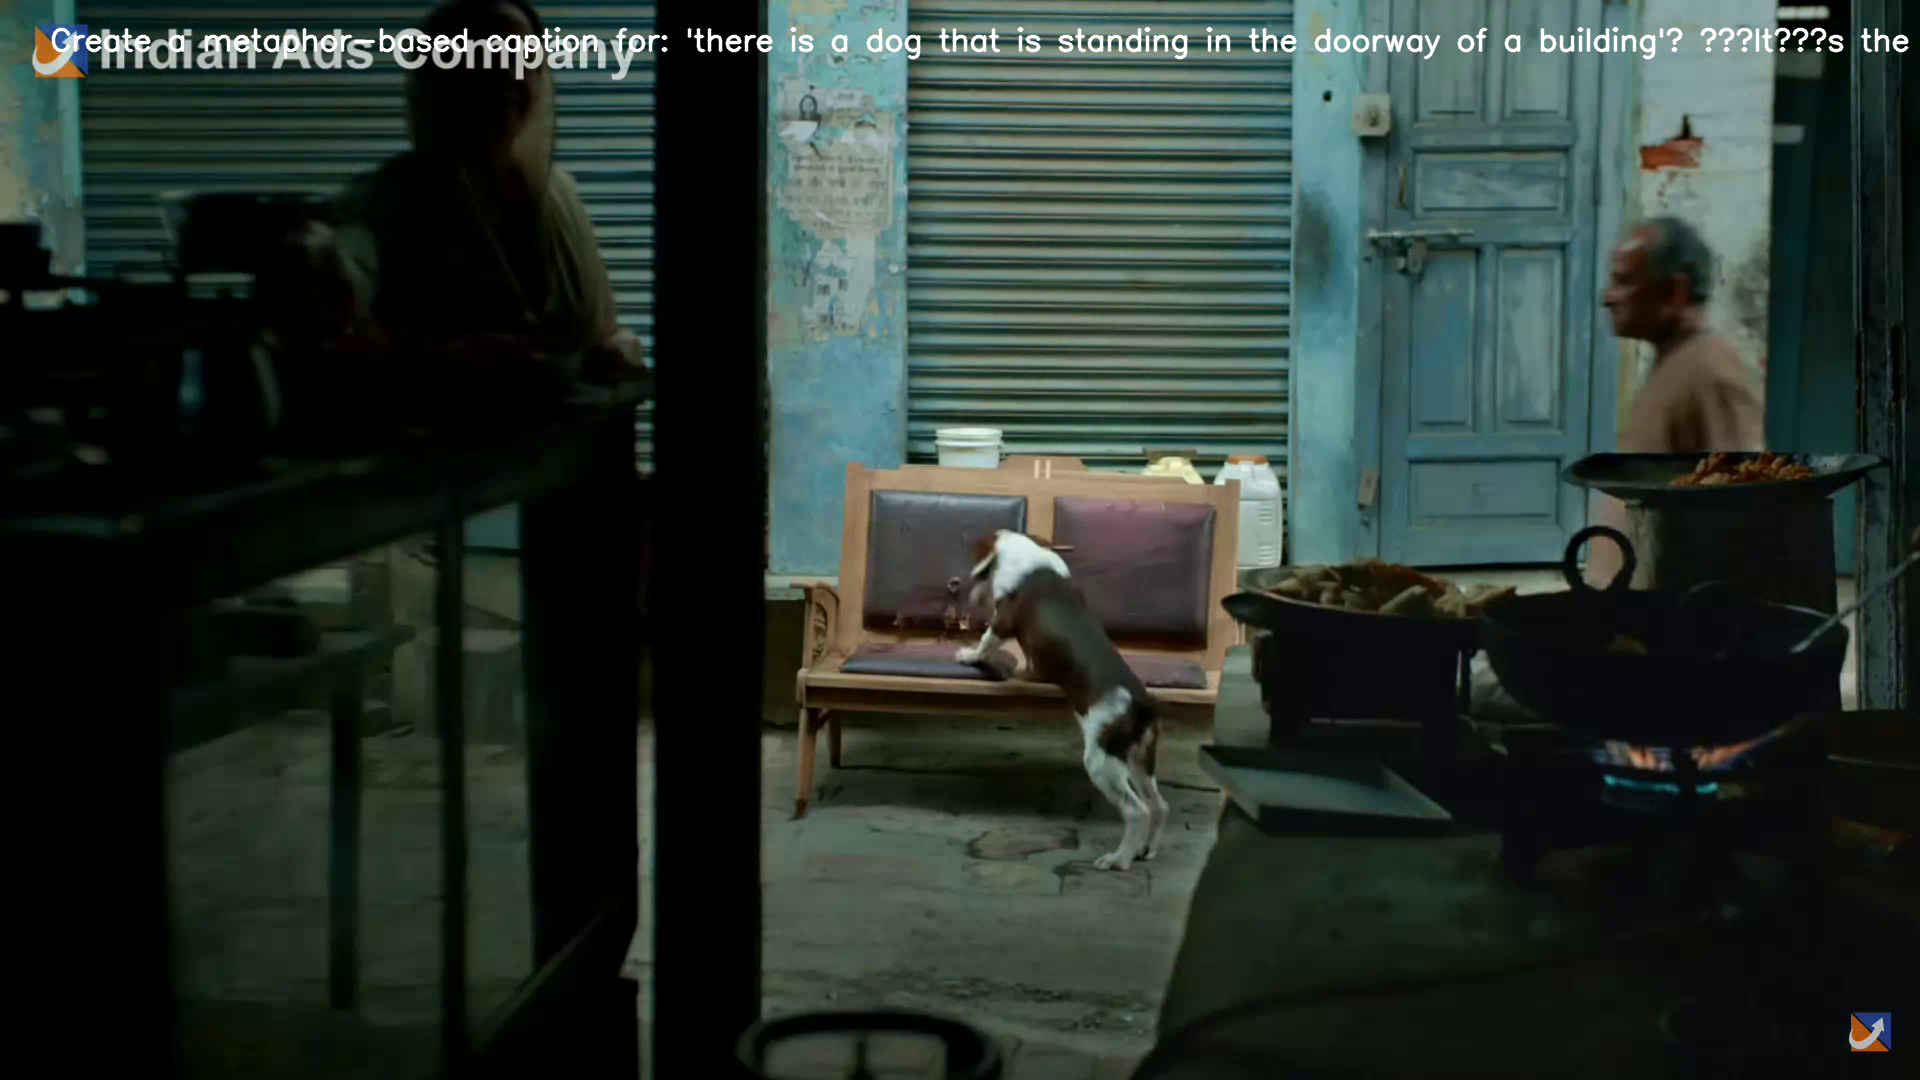 Create a metaphor-based caption for: 'there is a dog that is standing in the doorway of a building'? ???It???s the
Indian Ads Company